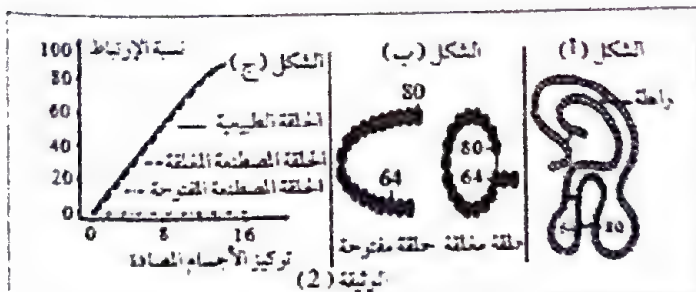 الشكل (أ)
رابطة
80
الشكل (ب)
80
64
80
64
حلقة مغلقة
حلقة مفتوحة
نسبة الإرتباط
100
80
60
40
20
0
الشكل (ج)
الحلقة الطبيعية
الحلقة المصطنعة المغلقة
الحلقة المصطنعة المفتوحة
0 8 16
تركيز الأجسام المضادة
الوثيقة (2)